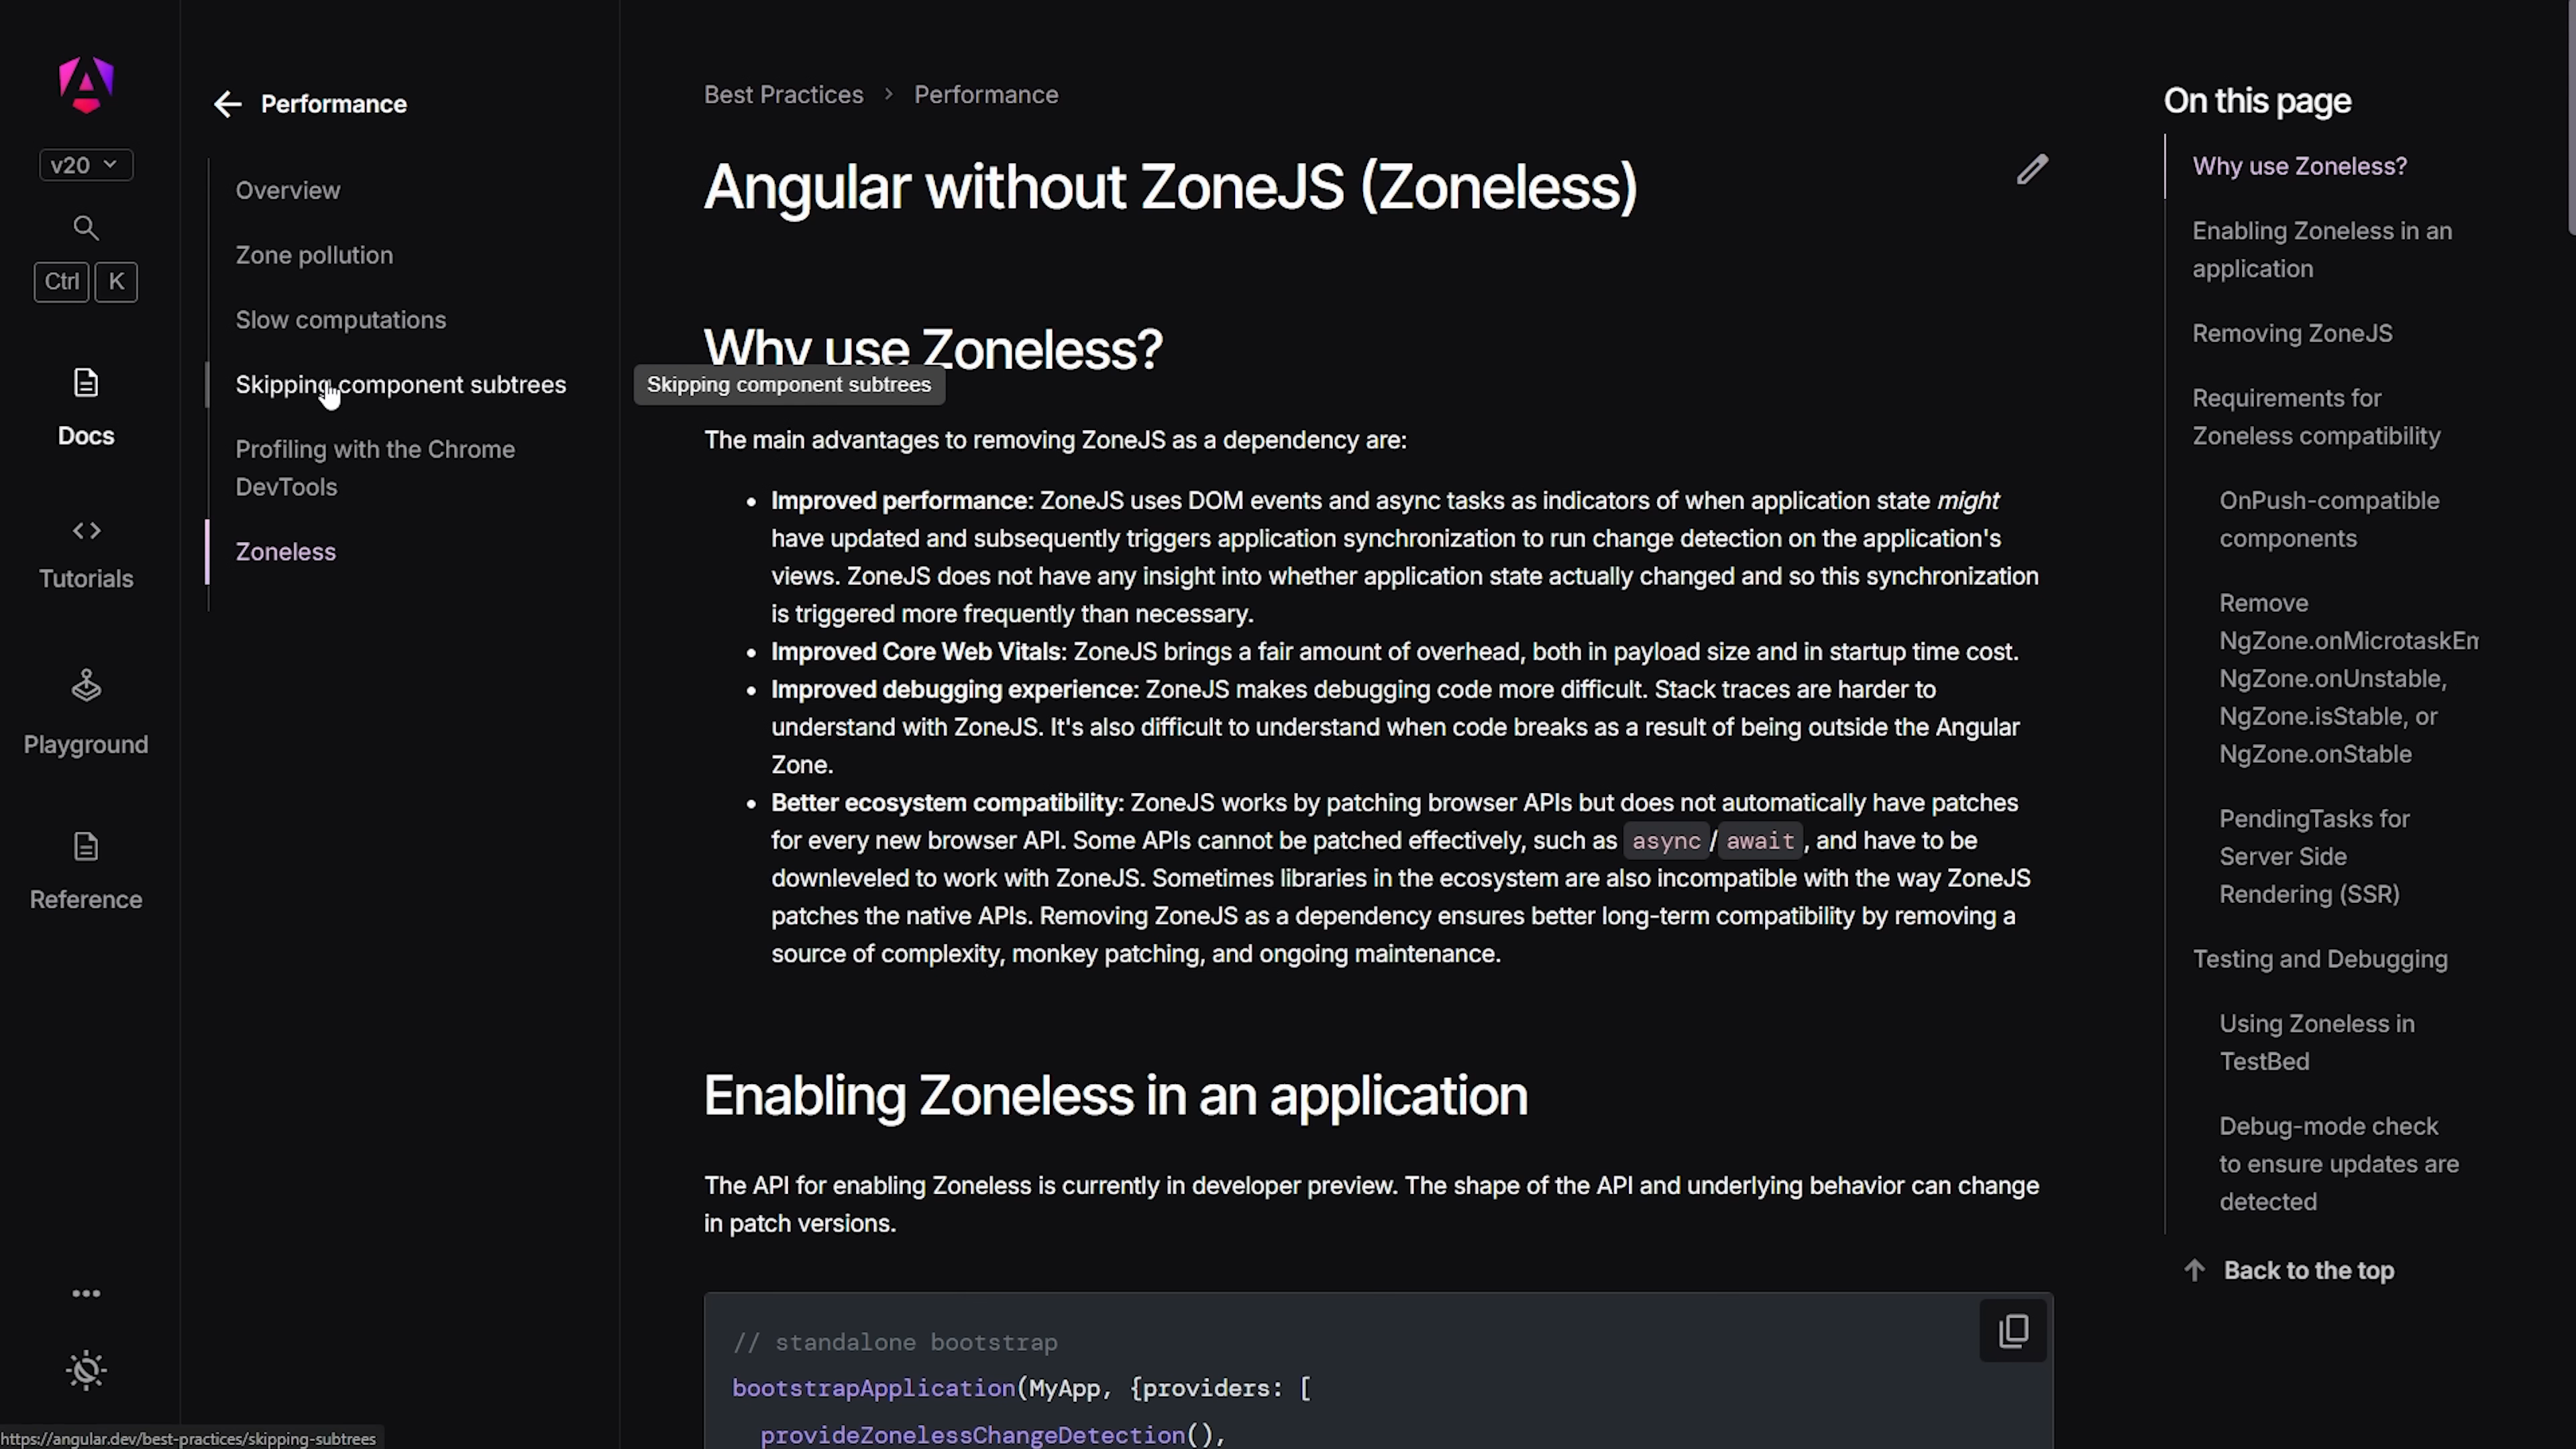 v20
Ctrl K
Docs
Tutorials
Playground
Reference
Performance
Overview
Zone pollution
Slow computations
Skipping component subtrees
Profiling with the Chrome
DevTools
Zoneless
Best Practices > Performance
Angular without ZoneJS (Zoneless)
Why use Zoneless?
Skipping component subtrees
The main advantages to removing ZoneJS as a dependency are:
• Improved performance: ZoneJS uses DOM events and async tasks as indicators of when application state might
have updated and subsequently triggers application synchronization to run change detection on the application's
views. ZoneJS does not have any insight into whether application state actually changed and so this synchronization
is triggered more frequently than necessary.
• Improved Core Web Vitals: ZoneJS brings a fair amount of overhead, both in payload size and in startup time cost.
• Improved debugging experience: ZoneJS makes debugging code more difficult. Stack traces are harder to
understand with ZoneJS. It's also difficult to understand when code breaks as a result of being outside the Angular
Zone.
• Better ecosystem compatibility: ZoneJS works by patching browser APIs but does not automatically have patches
for every new browser API. Some APIs cannot be patched effectively, such as async/await, and have to be
downleveled to work with ZoneJS. Sometimes libraries in the ecosystem are also incompatible with the way ZoneJS
patches the native APIs. Removing ZoneJS as a dependency ensures better long-term compatibility by removing a
source of complexity, monkey patching, and ongoing maintenance.
Enabling Zoneless in an application
The API for enabling Zoneless is currently in developer preview. The shape of the API and underlying behavior can change
in patch versions.
// standalone bootstrap
bootstrapApplication(MyApp, {providers: [
provideZonelessChangeDetection(),
On this page
Why use Zoneless?
Enabling Zoneless in an
application
Removing ZoneJS
Requirements for
Zoneless compatibility
OnPush-compatible
components
Remove
NgZone.onMicrotaskEm
NgZone.onUnstable,
NgZone.isStable, or
NgZone.onStable
PendingTasks for
Server Side
Rendering (SSR)
Testing and Debugging
Using Zoneless in
TestBed
Debug-mode check
to ensure updates are
detected
Back to the top
https://angular.dev/best-practices/skipping-subtrees